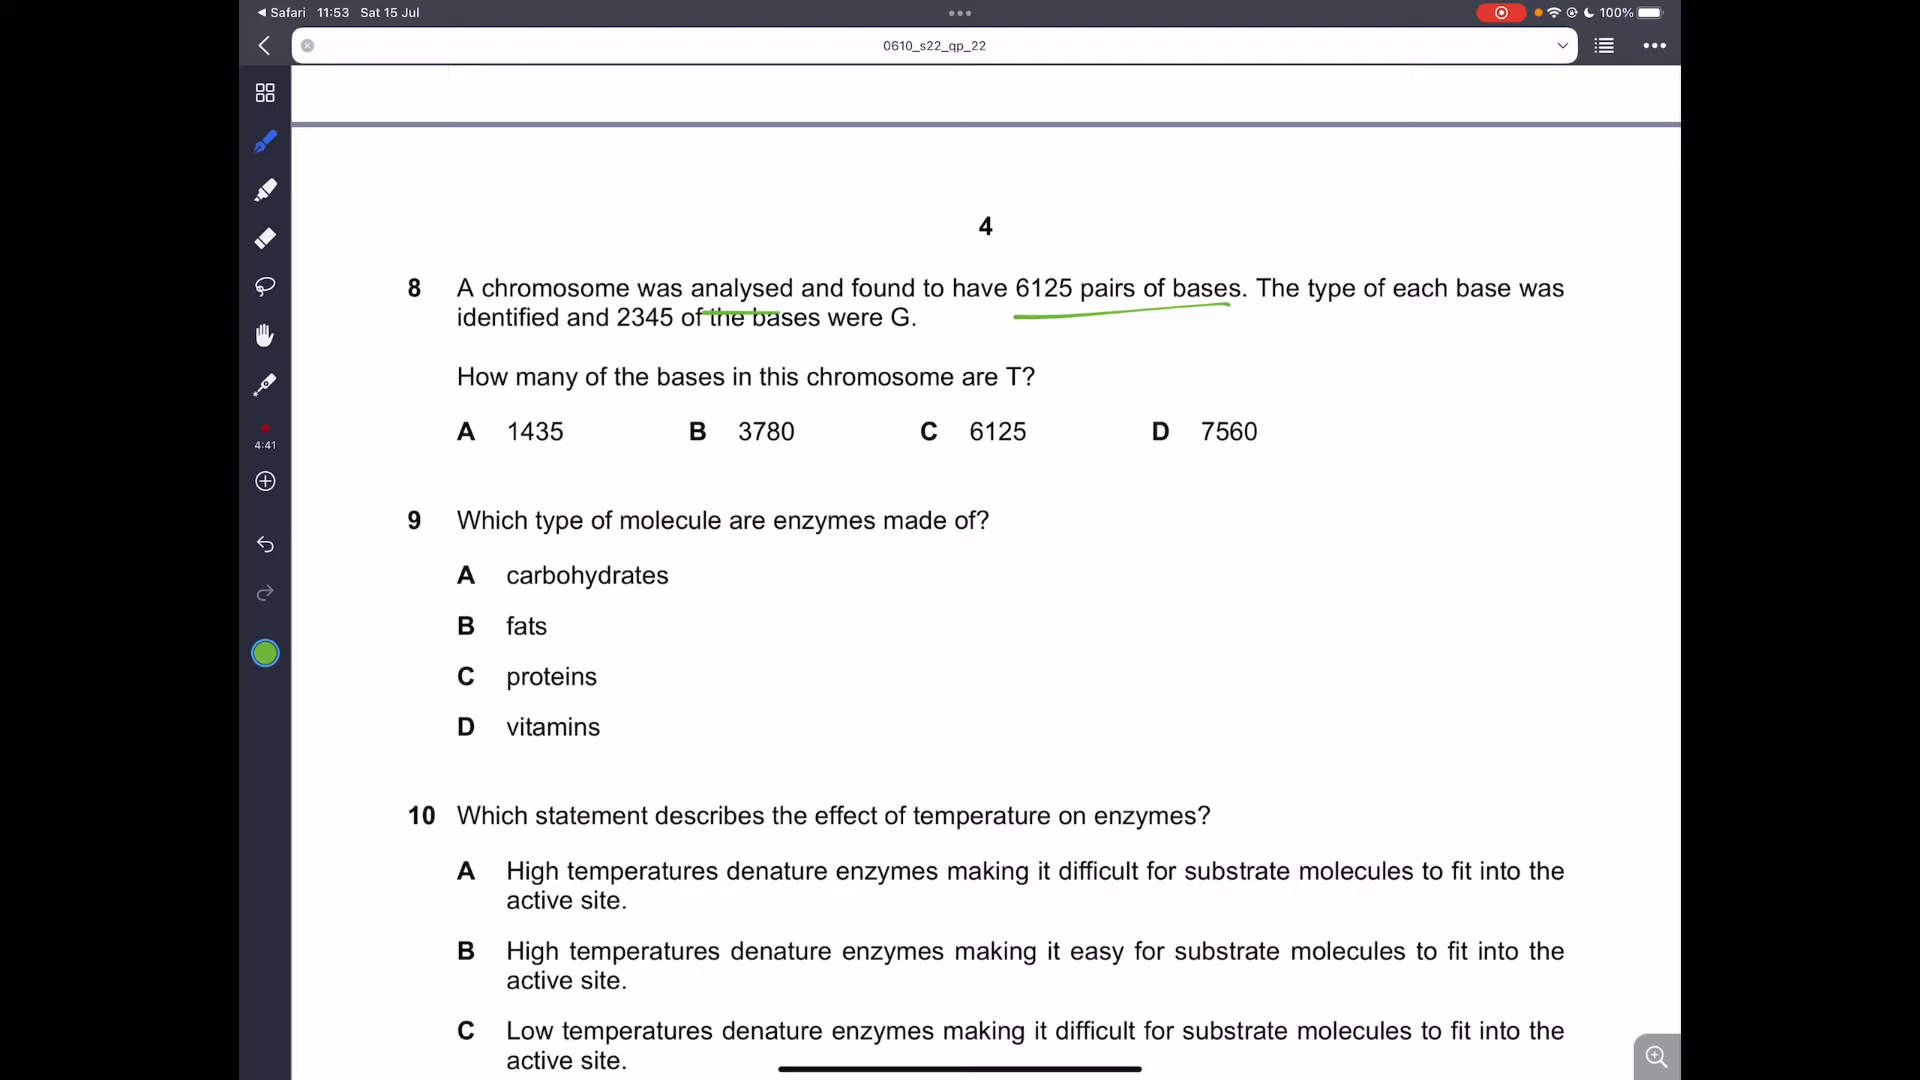 Safari 11:53 Sat 15 Jul
100%
0610_s22_qp_22
4
8 A chromosome was analysed and found to have 6125 pairs of bases. The type of each base was
identified and 2345 of the bases were G.
How many of the bases in this chromosome are T?
A 1435 B 3780 C 6125 D 7560
4:41
9 Which type of molecule are enzymes made of?
A carbohydrates
B fats
C proteins
D vitamins
10 Which statement describes the effect of temperature on enzymes?
A High temperatures denature enzymes making it difficult for substrate molecules to fit into the
active site.
B High temperatures denature enzymes making it easy for substrate molecules to fit into the
active site.
C Low temperatures denature enzymes making it difficult for substrate molecules to fit into the
active site.